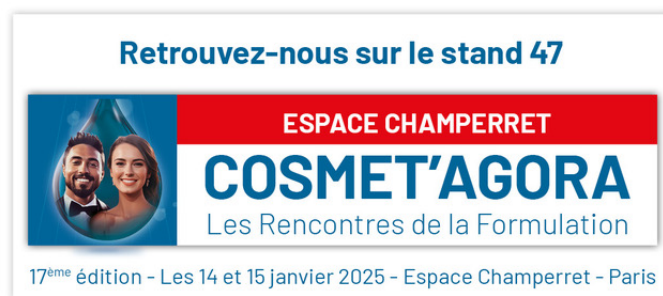 Retrouvez-nous sur le stand 47
ESPACE CHAMPERRET
COSMET'AGORA
Les Rencontres de la Formulation
17ème édition - Les 14 et 15 janvier 2025 - Espace Champerret - Paris